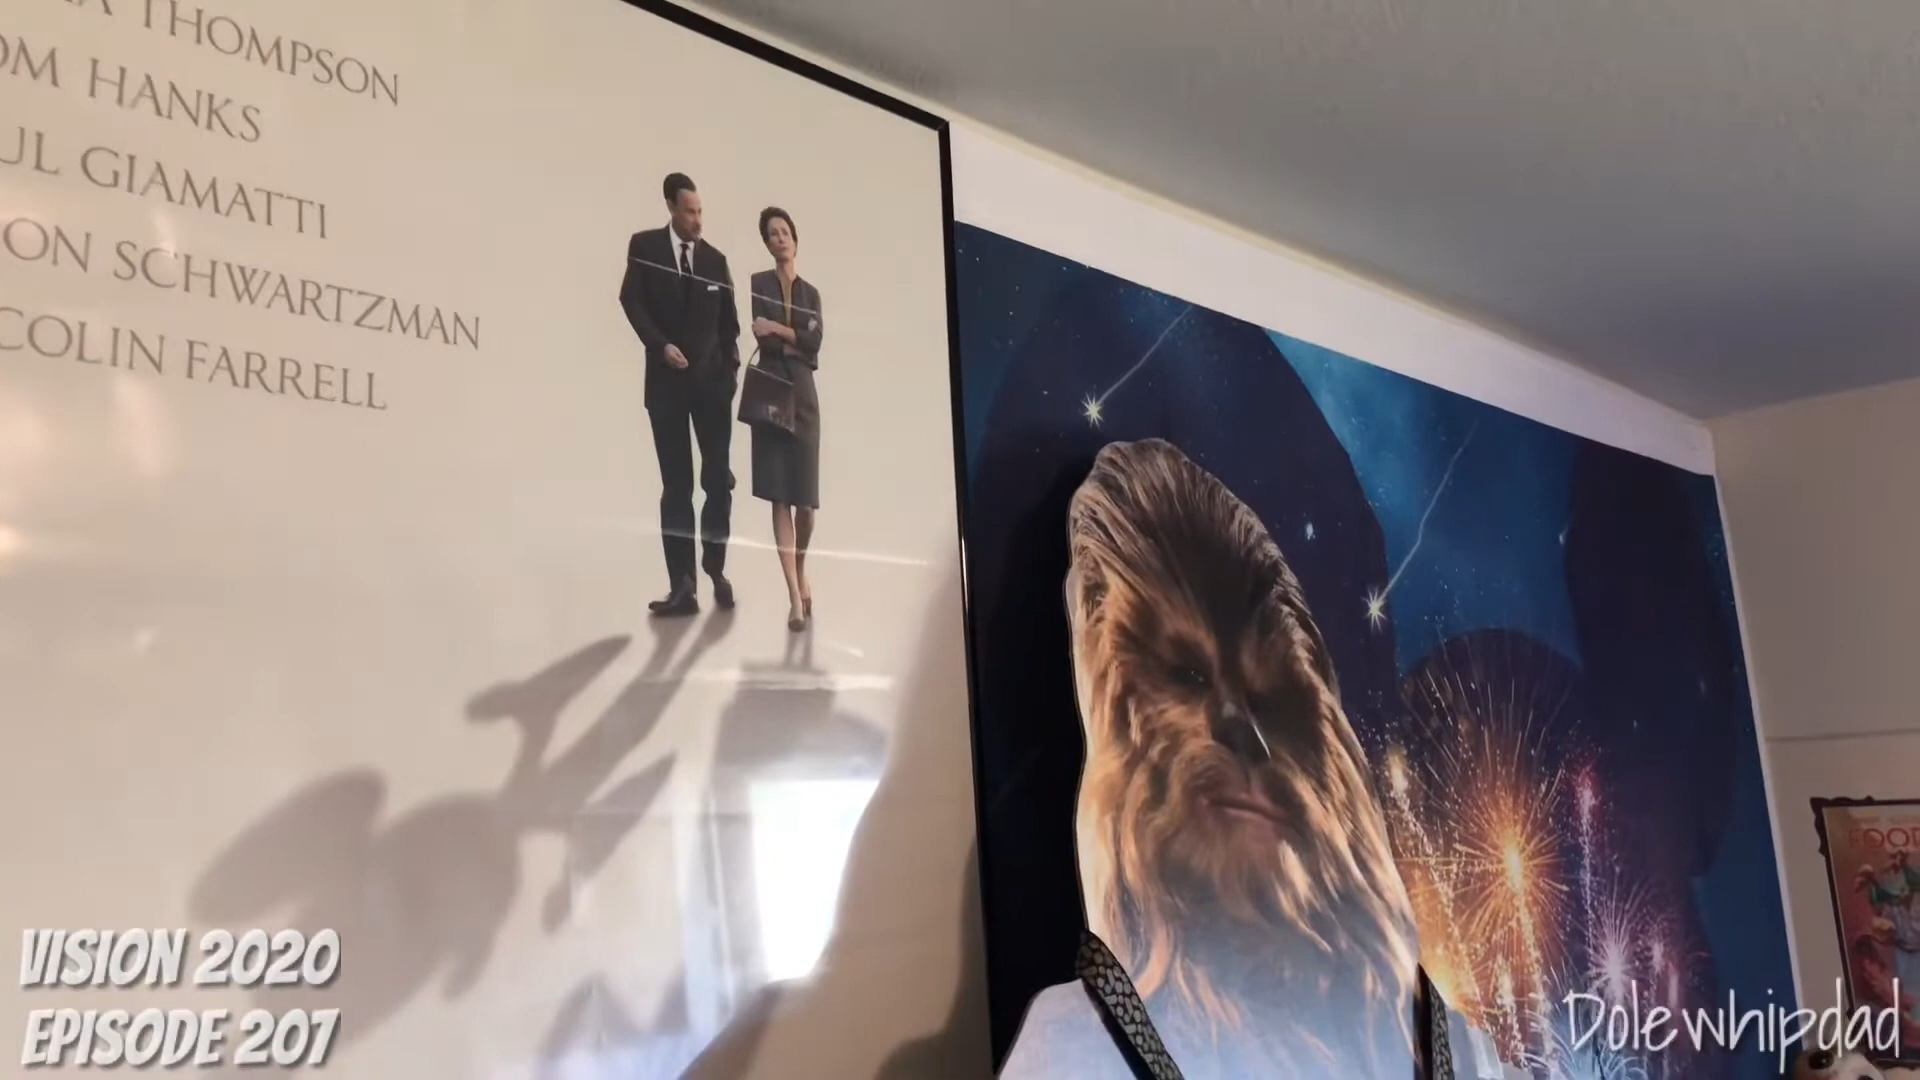 THOMPSON
HANKS
GIAMATTI
SCHWARTZMAN
COLIN FARRELL
VISION 2020
EPISODE 207
Dolewhipdad